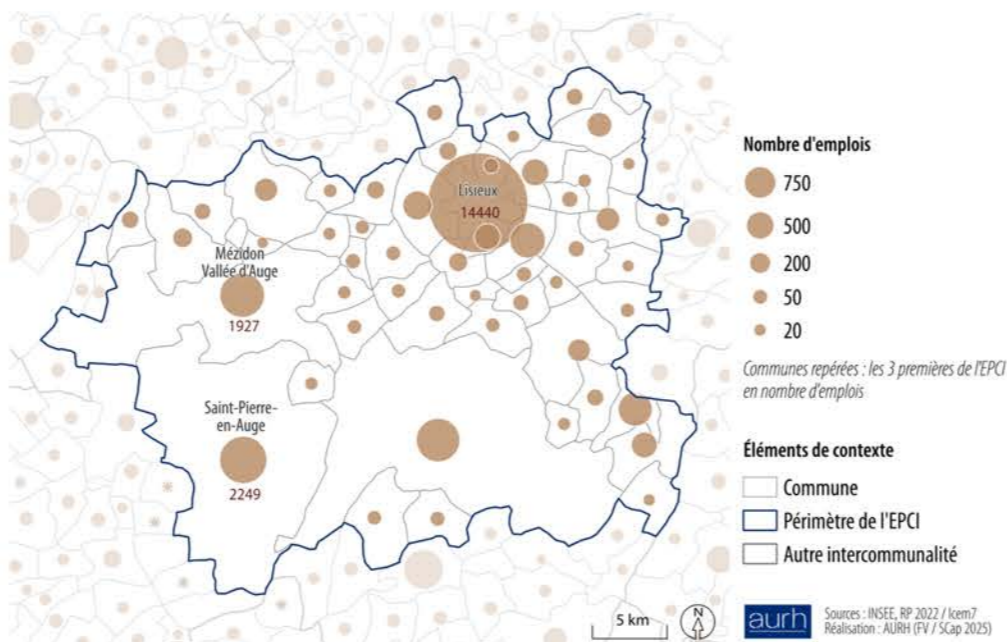 Lisieux
14440
Mézidon
Vallée d'Auge
1927
Saint-Pierre-
en-Auge
2249
5 km
N
Nombre d'emplois
750
500
200
50
20
Communes repérées : les 3 premières de l'EPCI
en nombre d'emplois
Éléments de contexte
Commune
Périmètre de l'EPCI
Autre intercommunalité
aurh
Sources : INSEE, RP 2022 / Icem7
Réalisation : AURH (FV / SCap 2025)